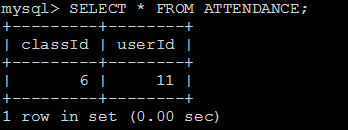 mysql> SELECT * FROM ATTENDANCE;
+---------+--------+
| classId | userId |
+---------+--------+
|       6 |     11 |
+---------+--------+
1 row in set (0.00 sec)